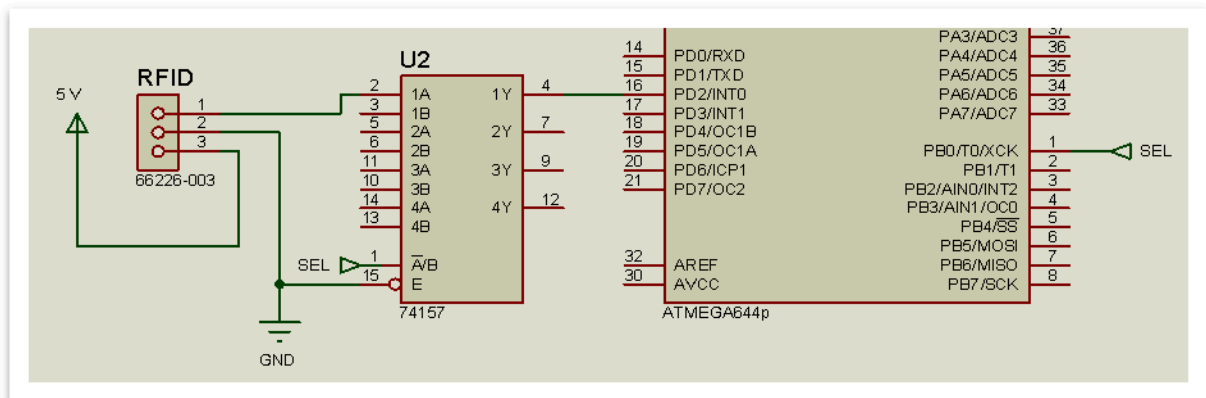 RFID
5 V
1
2
3
66226-003
U2
2 1A 1Y 4
3 1B
5 2A 2Y 7
6 2B
11 3A 3Y 9
10 3B
14 4A 4Y 12
13 4B
SEL 1 A̅/B
15 E
74157
GND
14 PD0/RXD
15 PD1/TXD
16 PD2/INT0
17 PD3/INT1
18 PD4/OC1B
19 PD5/OC1A
20 PD6/ICP1
21 PD7/OC2
32 AREF
30 AVCC
PA3/ADC3 37
PA4/ADC4 36
PA5/ADC5 35
PA6/ADC6 34
PA7/ADC7 33
PB0/T0/XCK 1 SEL
PB1/T1 2
PB2/AIN0/INT2 3
PB3/AIN1/OC0 4
PB4/S̅S̅ 5
PB5/MOSI 6
PB6/MISO 7
PB7/SCK 8
ATMEGA644p